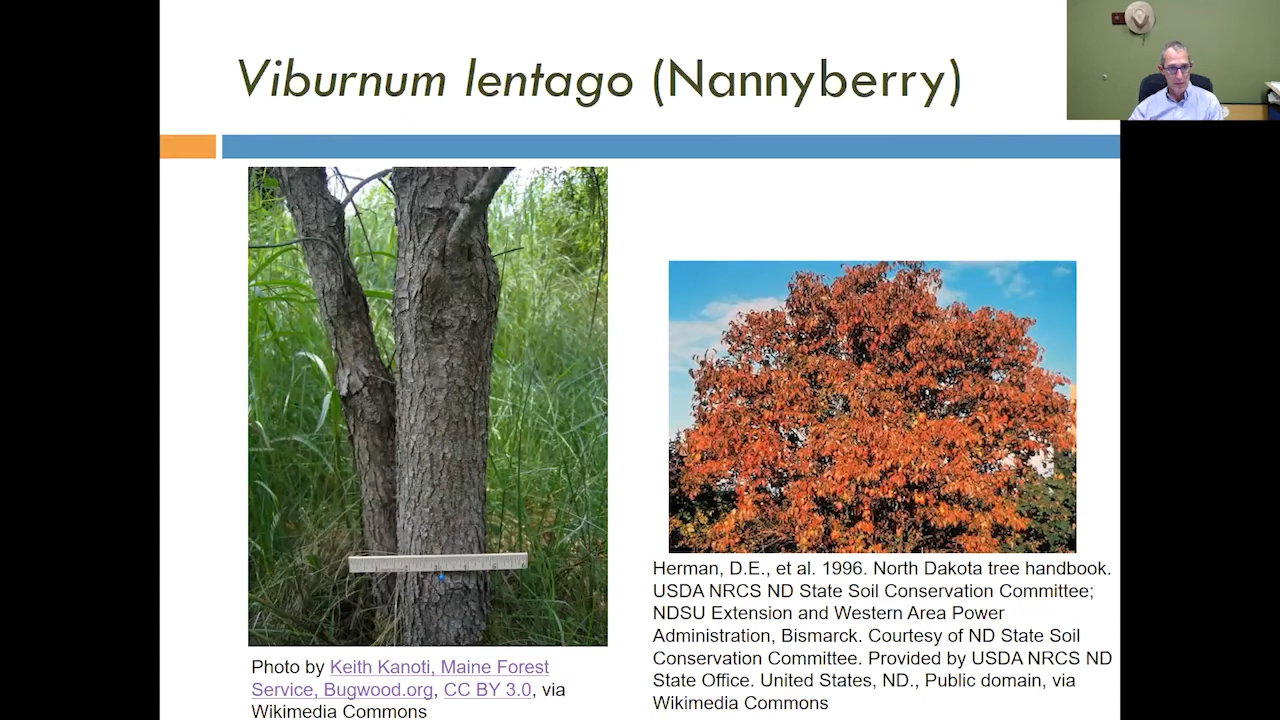 Viburnum lentago (Nannyberry)
Photo by Keith Kanoti, Maine Forest
Service, Bugwood.org, CC BY 3.0, via
Wikimedia Commons
Herman, D.E., et al. 1996. North Dakota tree handbook.
USDA NRCS ND State Soil Conservation Committee;
NDSU Extension and Western Area Power
Administration, Bismarck. Courtesy of ND State Soil
Conservation Committee. Provided by USDA NRCS ND
State Office. United States, ND., Public domain, via
Wikimedia Commons